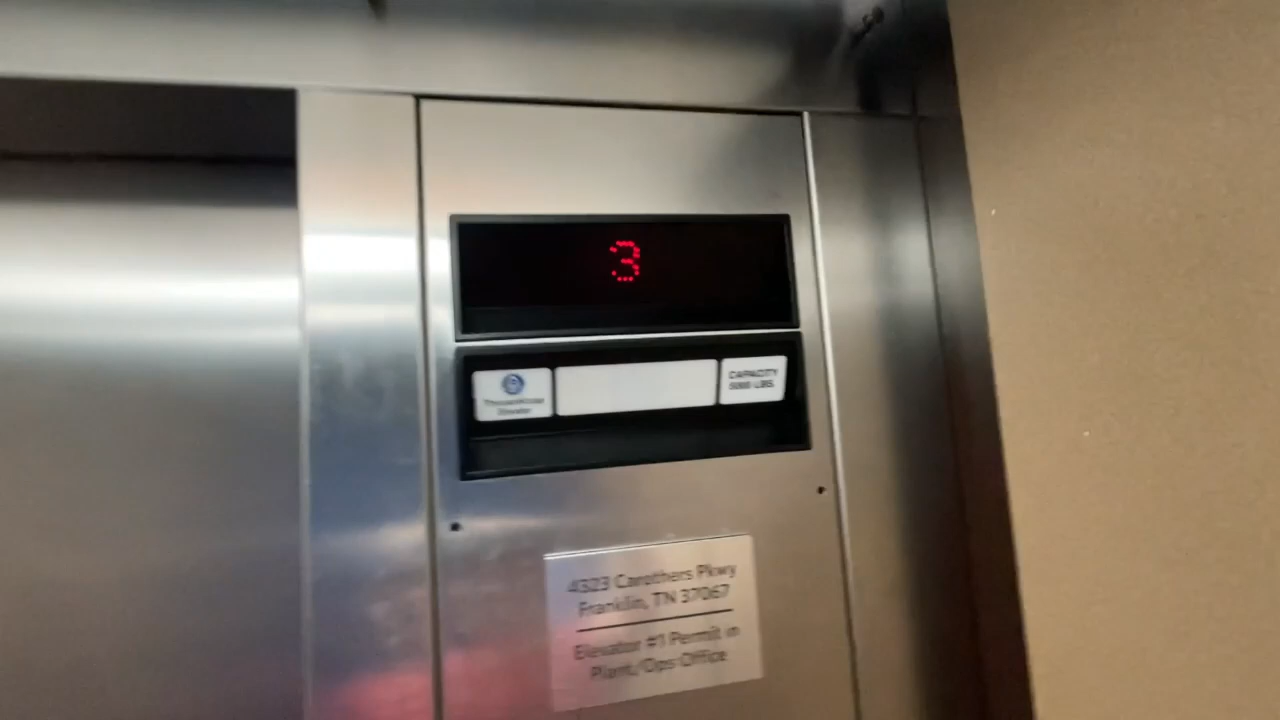 3
ThyssenKrupp
Elevator
CAPACITY
5000 LBS
4323 Carothers Pkwy
Franklin, TN 37067
Elevator #1 Permit in
Plant/Ops Office